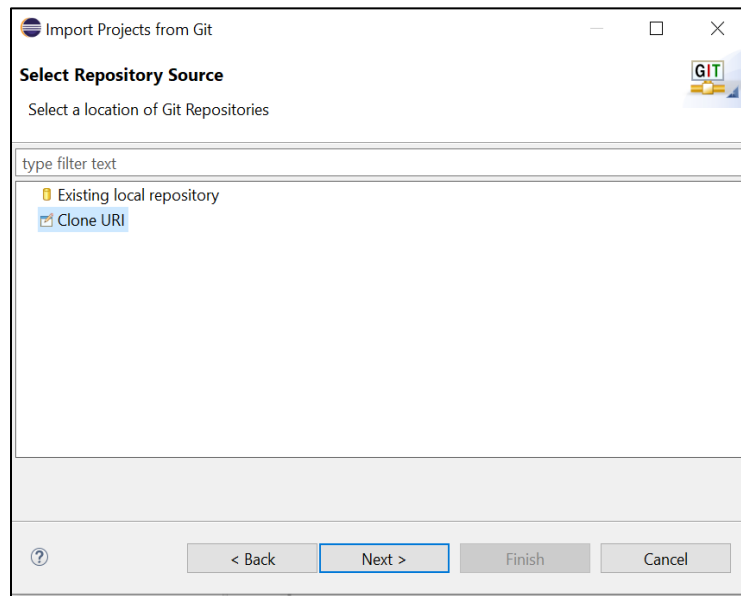 Import Projects from Git
Select Repository Source
GIT
Select a location of Git Repositories
type filter text
Existing local repository
Clone URI
?
< Back
Next >
Finish
Cancel